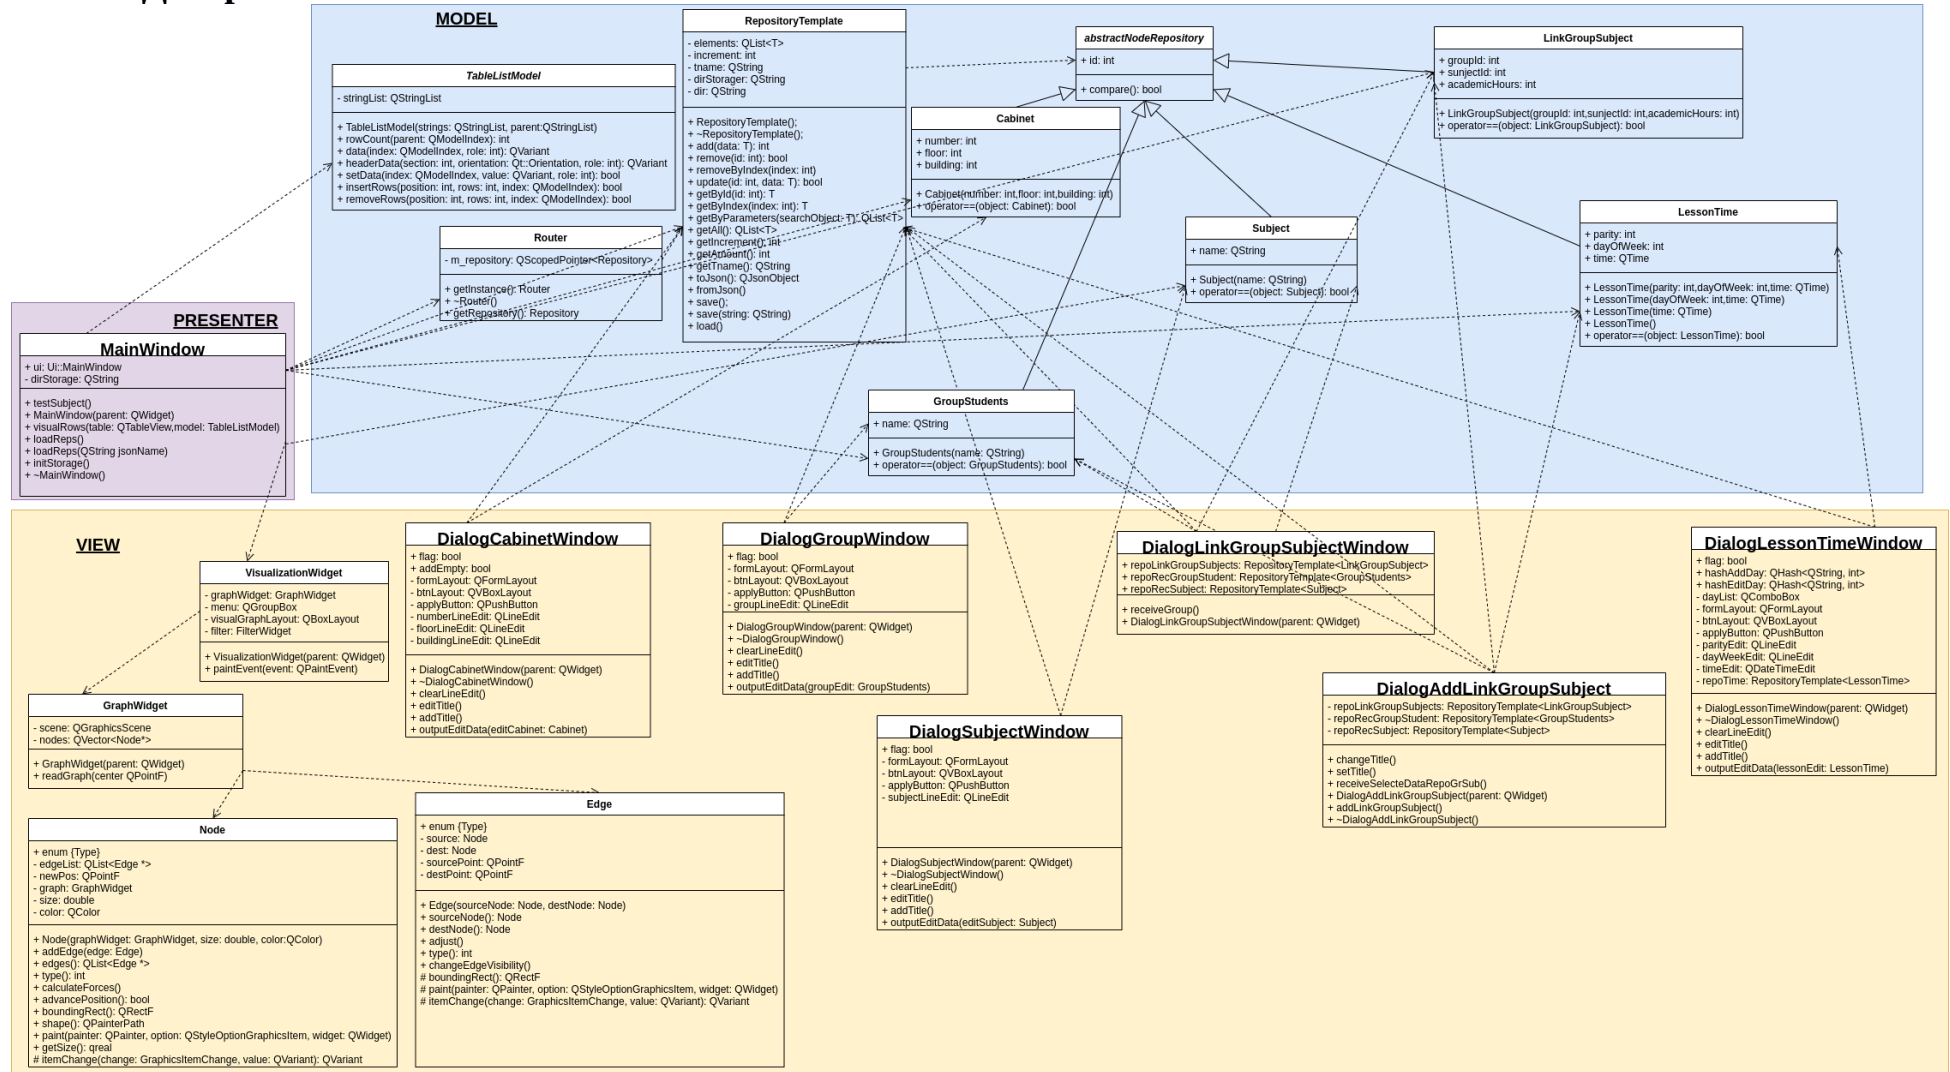 MODEL
RepositoryTemplate
- elements: QList<T>
- increment: int
- tname: QString
- dirStorager: QString
- dir: QString
+ RepositoryTemplate();
+ ~RepositoryTemplate();
+ add(data: T): int
+ remove(id: int): bool
+ removeByIndex(index: int)
+ update(id: int, data: T): bool
+ getById(id: int): T
+ getByIndex(index: int): T
+ getByParameters(searchObject: T): QList<T>
+ getAll(): QList<T>
+ getIncrement(): int
+ getAmount(): int
+ getTname(): QString
+ toJson(): QJsonObject
+ fromJson()
+ save();
+ save(string: QString)
+ load()
abstractNodeRepository
+ id: int
+ compare(): bool
LinkGroupSubject
+ groupId: int
+ sunjectId: int
+ academicHours: int
+ LinkGroupSubject(groupId: int,sunjectId: int,academicHours: int)
+ operator==(object: LinkGroupSubject): bool
TableListModel
- stringList: QStringList
+ TableListModel(strings: QStringList, parent:QStringList)
+ rowCount(parent: QModelIndex): int
+ data(index: QModelIndex, role: int): QVariant
+ headerData(section: int, orientation: Qt::Orientation, role: int): QVariant
+ setData(index: QModelIndex, value: QVariant, role: int): bool
+ insertRows(position: int, rows: int, index: QModelIndex): bool
+ removeRows(position: int, rows: int, index: QModelIndex): bool
Cabinet
+ number: int
+ floor: int
+ building: int
+ Cabinet(number: int,floor: int,building: int)
+ operator==(object: Cabinet): bool
Router
- m_repository: QScopedPointer<Repository>
+ getInstance(): Router
+ ~Router()
+ getRepository(): Repository
Subject
+ name: QString
+ Subject(name: QString)
+ operator==(object: Subject): bool
LessonTime
+ parity: int
+ dayOfWeek: int
+ time: QTime
+ LessonTime(parity: int,dayOfWeek: int,time: QTime)
+ LessonTime(dayOfWeek: int,time: QTime)
+ LessonTime(time: QTime)
+ LessonTime()
+ operator==(object: LessonTime): bool
PRESENTER
MainWindow
+ ui: Ui::MainWindow
- dirStorage: QString
+ testSubject()
+ MainWindow(parent: QWidget)
+ visualRows(table: QTableView,model: TableListModel)
+ loadReps()
+ loadReps(QString jsonName)
+ initStorage()
+ ~MainWindow()
GroupStudents
+ name: QString
+ GroupStudents(name: QString)
+ operator==(object: GroupStudents): bool
VIEW
VisualizationWidget
- graphWidget: GraphWidget
- menu: QGroupBox
- visualGraphLayout: QBoxLayout
- filter: FilterWidget
+ VisualizationWidget(parent: QWidget)
+ paintEvent(event: QPaintEvent)
DialogCabinetWindow
+ flag: bool
+ addEmpty: bool
- formLayout: QFormLayout
- btnLayout: QVBoxLayout
- applyButton: QPushButton
- numberLineEdit: QLineEdit
- floorLineEdit: QLineEdit
- buildingLineEdit: QLineEdit
+ DialogCabinetWindow(parent: QWidget)
+ ~DialogCabinetWindow()
+ clearLineEdit()
+ editTitle()
+ addTitle()
+ outputEditData(editCabinet: Cabinet)
DialogGroupWindow
+ flag: bool
- formLayout: QFormLayout
- btnLayout: QVBoxLayout
- applyButton: QPushButton
- groupLineEdit: QLineEdit
+ DialogGroupWindow(parent: QWidget)
+ ~DialogGroupWindow()
+ clearLineEdit()
+ editTitle()
+ addTitle()
+ outputEditData(groupEdit: GroupStudents)
DialogLinkGroupSubjectWindow
+ repoLinkGroupSubjects: RepositoryTemplate<LinkGroupSubject>
+ repoRecGroupStudent: RepositoryTemplate<GroupStudents>
+ repoRecSubject: RepositoryTemplate<Subject>
+ receiveGroup()
+ DialogLinkGroupSubjectWindow(parent: QWidget)
DialogLessonTimeWindow
+ flag: bool
+ hashAddDay: QHash<QString, int>
+ hashEditDay: QHash<QString, int>
- dayList: QComboBox
- formLayout: QFormLayout
- btnLayout: QVBoxLayout
- applyButton: QPushButton
- parityEdit: QLineEdit
- dayWeekEdit: QLineEdit
- timeEdit: QDateTimeEdit
- repoTime: RepositoryTemplate<LessonTime>
+ DialogLessonTimeWindow(parent: QWidget)
+ ~DialogLessonTimeWindow()
+ clearLineEdit()
+ editTitle()
+ addTitle()
+ outputEditData(lessonEdit: LessonTime)
GraphWidget
- scene: QGraphicsScene
- nodes: QVector<Node*>
+ GraphWidget(parent: QWidget)
+ readGraph(center QPointF)
DialogSubjectWindow
+ flag: bool
- formLayout: QFormLayout
- btnLayout: QVBoxLayout
- applyButton: QPushButton
- subjectLineEdit: QLineEdit
+ DialogSubjectWindow(parent: QWidget)
+ ~DialogSubjectWindow()
+ clearLineEdit()
+ editTitle()
+ addTitle()
+ outputEditData(editSubject: Subject)
DialogAddLinkGroupSubject
- repoLinkGroupSubjects: RepositoryTemplate<LinkGroupSubject>
- repoRecGroupStudent: RepositoryTemplate<GroupStudents>
- repoRecSubject: RepositoryTemplate<Subject>
+ changeTitle()
+ setTitle()
+ receiveSelecteDataRepoGrSub()
+ DialogAddLinkGroupSubject(parent: QWidget)
+ addLinkGroupSubject()
+ ~DialogAddLinkGroupSubject()
Node
+ enum {Type}
- edgeList: QList<Edge *>
- newPos: QPointF
- graph: GraphWidget
- size: double
- color: QColor
+ Node(graphWidget: GraphWidget, size: double, color:QColor)
+ addEdge(edge: Edge)
+ edges(): QList<Edge *>
+ type(): int
+ calculateForces()
+ advancePosition(): bool
+ boundingRect(): QRectF
+ shape(): QPainterPath
+ paint(painter: QPainter, option: QStyleOptionGraphicsItem, widget: QWidget)
+ getSize(): qreal
# itemChange(change: GraphicsItemChange, value: QVariant): QVariant
Edge
+ enum {Type}
- source: Node
- dest: Node
- sourcePoint: QPointF
- destPoint: QPointF
+ Edge(sourceNode: Node, destNode: Node)
+ sourceNode(): Node
+ destNode(): Node
+ adjust()
+ type(): int
+ changeEdgeVisibility()
# boundingRect(): QRectF
# paint(painter: QPainter, option: QStyleOptionGraphicsItem, widget: QWidget)
# itemChange(change: GraphicsItemChange, value: QVariant): QVariant